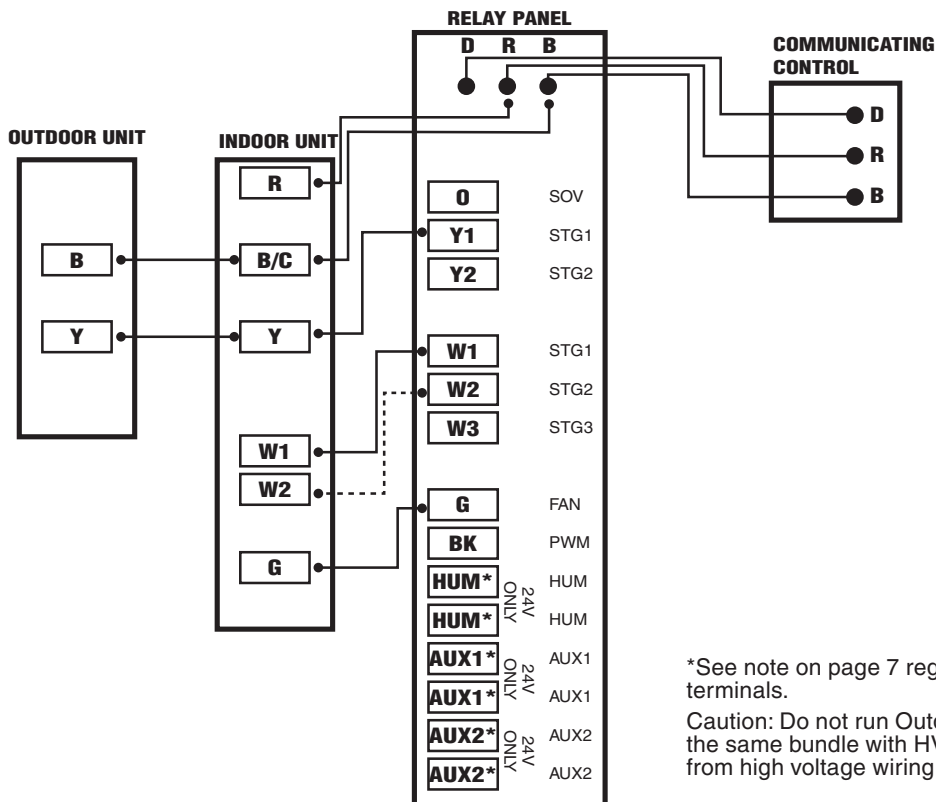 RELAY PANEL
D R B
COMMUNICATING
CONTROL
D
R
B
OUTDOOR UNIT
B
Y
INDOOR UNIT
R
B/C
Y
W1
W2
G
O SOV
Y1 STG1
Y2 STG2
W1 STG1
W2 STG2
W3 STG3
G FAN
BK PWM
HUM* HUM
HUM* HUM
24V
ONLY
AUX1* AUX1
AUX1* AUX1
24V
ONLY
AUX2* AUX2
AUX2* AUX2
24V
ONLY
*See note on page 7
terminals.
Caution: Do not run
the same bundle with
from high voltage wiring